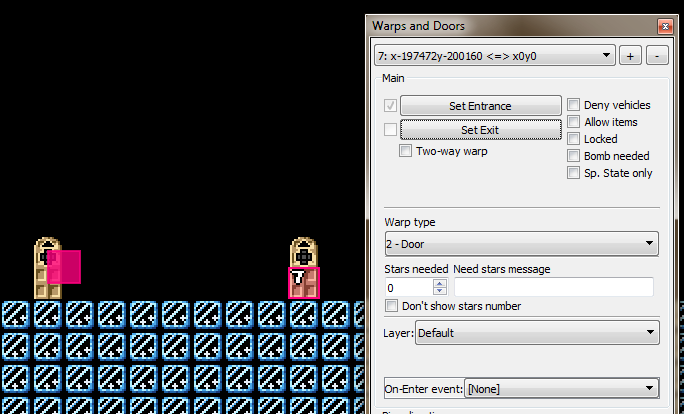 Warps and Doors
7: x-197472y-200160 <=> x0y0
+
-
Main
Set Entrance
Set Exit
Two-way warp
Deny vehicles
Allow items
Locked
Bomb needed
Sp. State only
Warp type
2 - Door
Stars needed
Need stars message
0
Don't show stars number
Layer:
Default
On-Enter event:
[None]
7